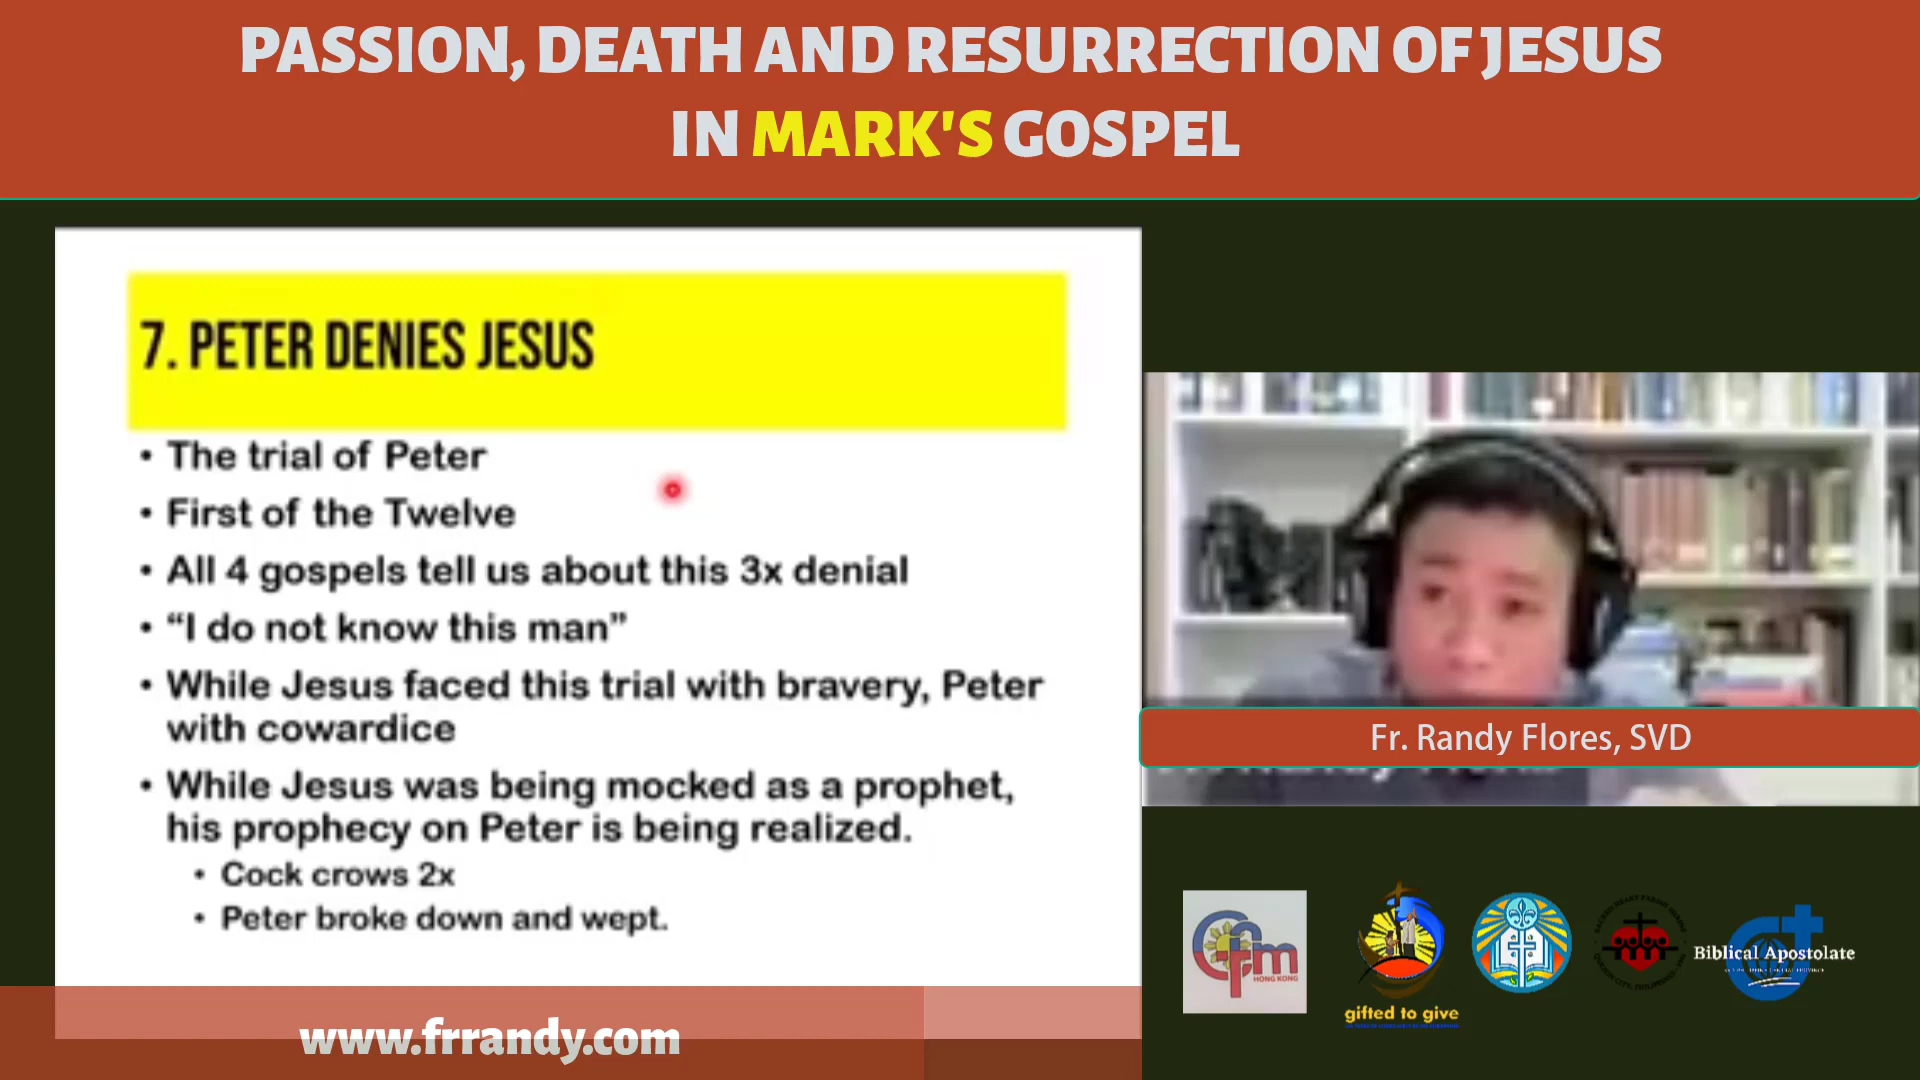 PASSION, DEATH AND RESURRECTION OF JESUS
IN MARK'S GOSPEL
7. PETER DENIES JESUS
• The trial of Peter
• First of the Twelve
• All 4 gospels tell us about this 3x denial
• “I do not know this man”
• While Jesus faced this trial with bravery, Peter
with cowardice
• While Jesus was being mocked as a prophet,
his prophecy on Peter is being realized.
• Cock crows 2x
• Peter broke down and wept.
Fr. Randy Flores, SVD
cfm
HONG KONG
gifted to give
Biblical Apostolate
www.frrandy.com